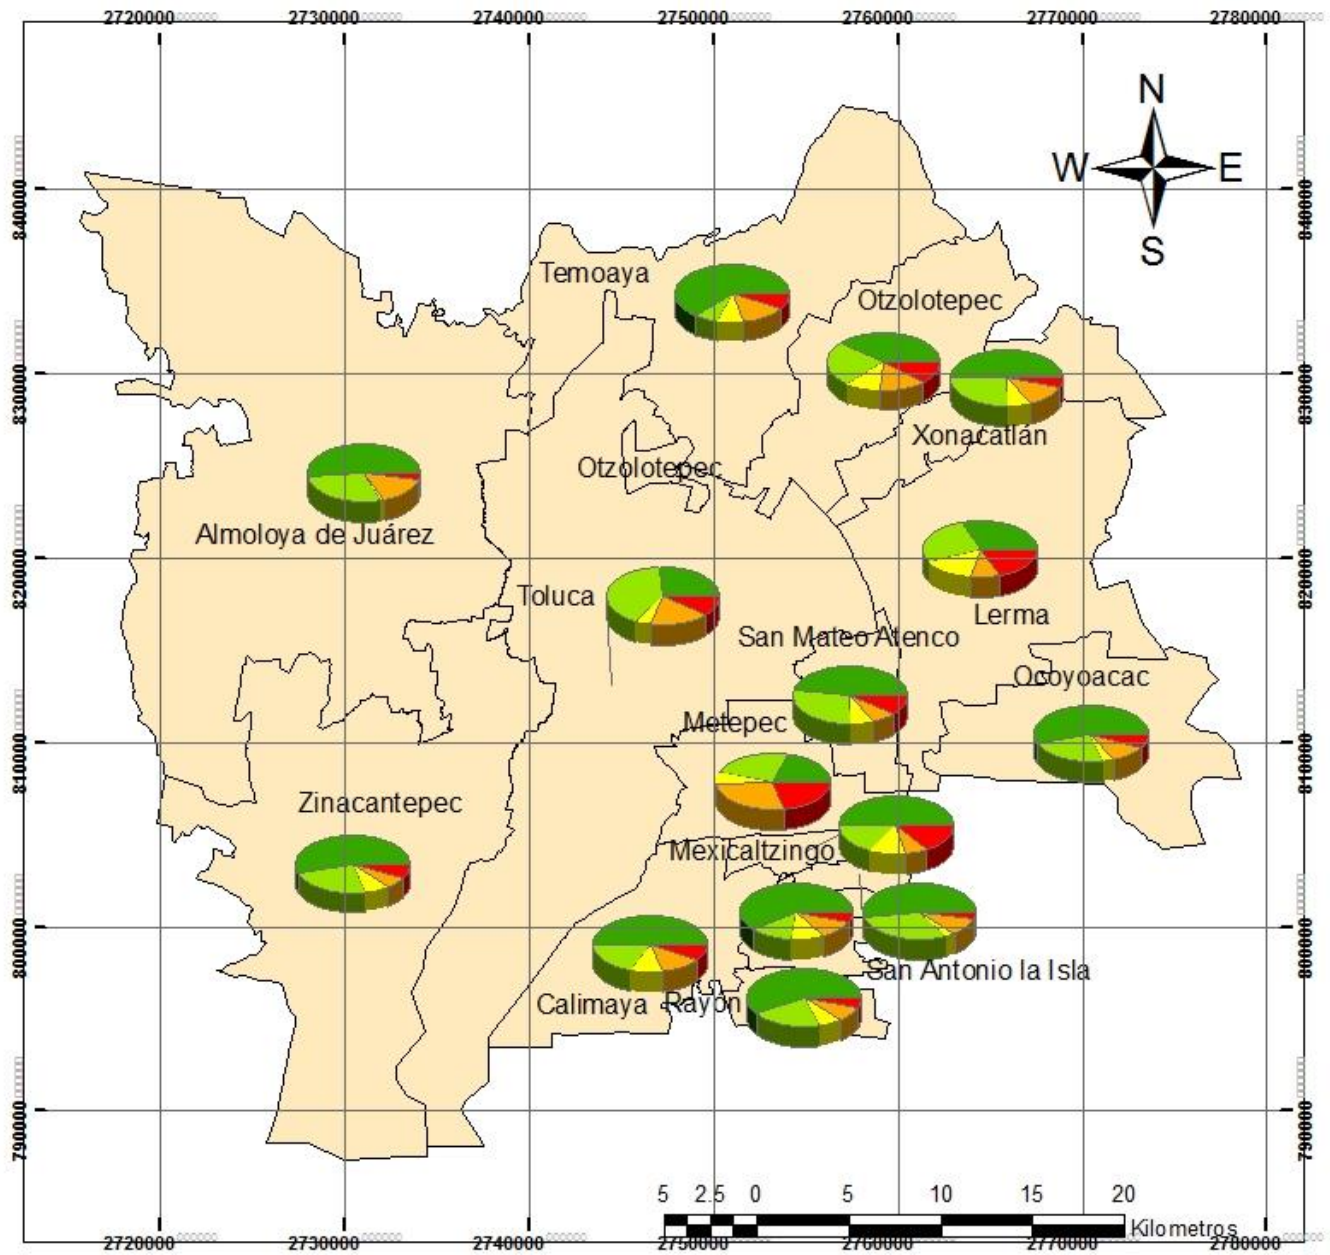 2720000 2730000 2740000 2750000 2760000 2770000 2780000
N
W E
S
840000 840000
Temoaya
Otzolotepec
830000 830000
Xonacatlán
Otzolotepec
Almoloya de Juárez
820000 820000
Toluca
Lerma
San Mateo Atenco
Ocoyoacac
Metepec
810000 810000
Zinacantepec
Mexicaltzingo
800000 800000
San Antonio la Isla
Calimaya Rayón
790000 790000
5 2.5 0 5 10 15 20
Kilometros
2720000 2730000 2740000 2750000 2760000 2770000 2780000